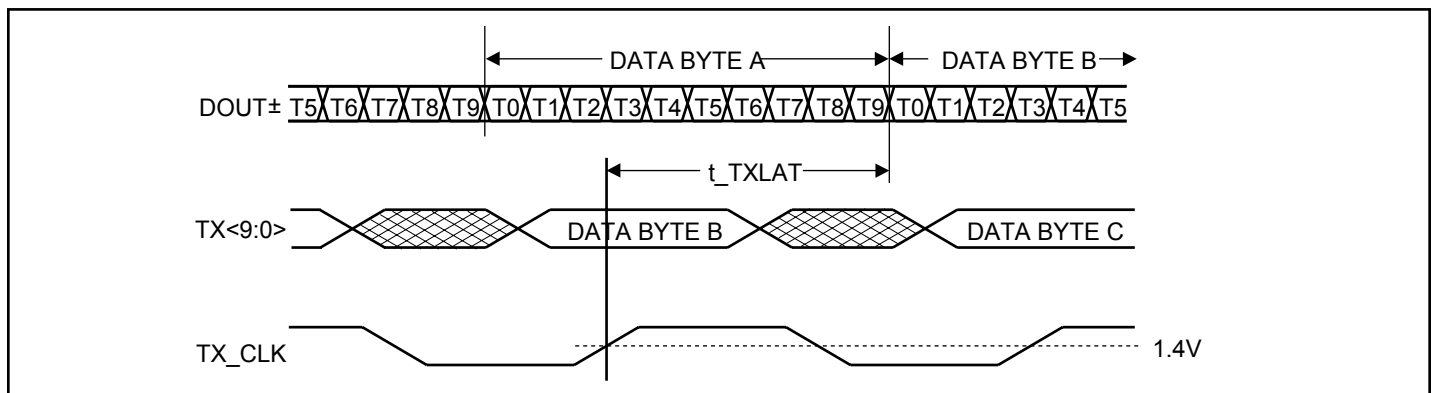 DATA BYTE A DATA BYTE B
DOUT± T5 T6 T7 T8 T9 T0 T1 T2 T3 T4 T5 T6 T7 T8 T9 T0 T1 T2 T3 T4 T5
t_TXLAT
TX<9:0> DATA BYTE B DATA BYTE C
TX_CLK 1.4V